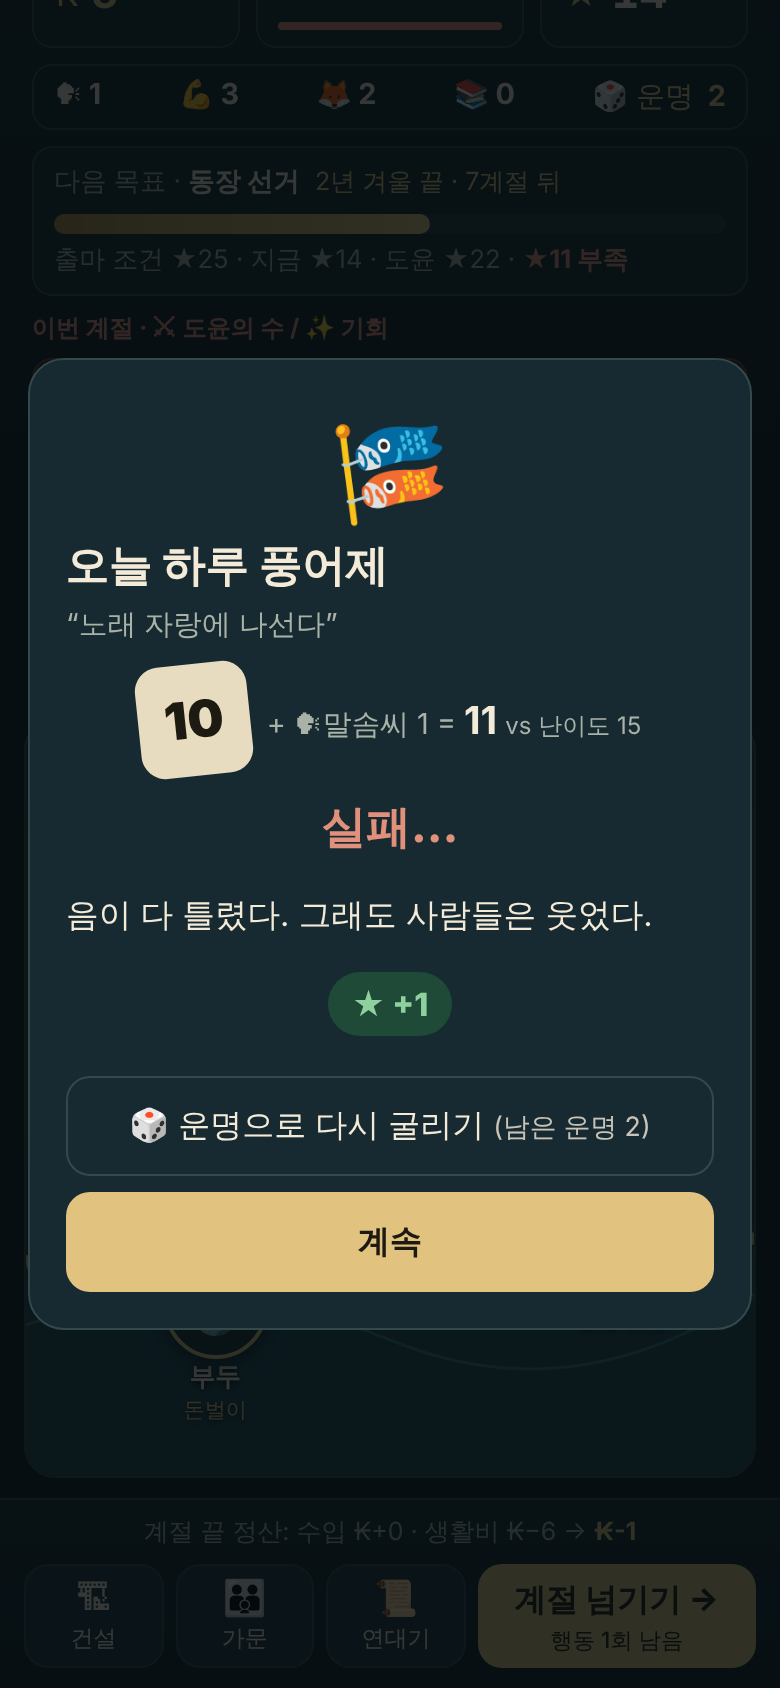 🗣 1 💪 3 🦊 2 📚 0 🎲 운명 2
다음 목표 · 동장 선거 2년 겨울 끝 · 7계절 뒤
출마 조건 ★25 · 지금 ★14 · 도윤 ★22 · ★11 부족
이번 계절 · ⚔ 도윤의 수 / ✨ 기회
오늘 하루 풍어제
“노래 자랑에 나선다”
10 + 🗣말솜씨 1 = 11 vs 난이도 15
실패...
음이 다 틀렸다. 그래도 사람들은 웃었다.
★ +1
🎲 운명으로 다시 굴리기 (남은 운명 2)
계속
부두
돈벌이
계절 끝 정산: 수입 ₭+0 · 생활비 ₭−6 → ₭-1
건설 가문 연대기
계절 넘기기 →
행동 1회 남음